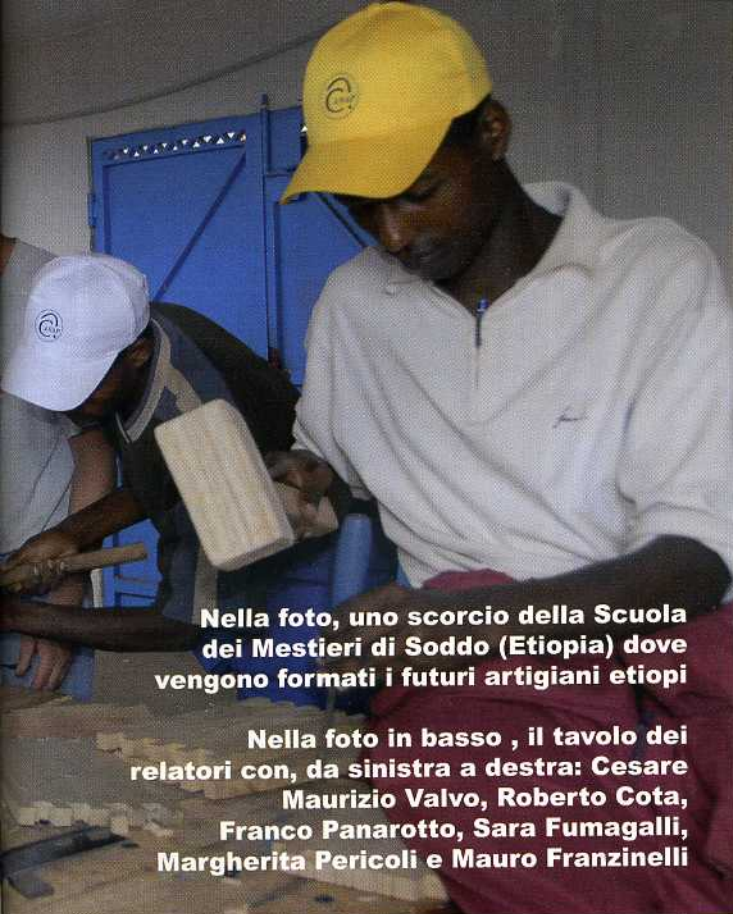 Nella foto, uno scorcio della Scuola
dei Mestieri di Soddo (Etiopia) dove
vengono formati i futuri artigiani etiopi
Nella foto in basso , il tavolo dei
relatori con, da sinistra a destra: Cesare
Maurizio Valvo, Roberto Cota,
Franco Panarotto, Sara Fumagalli,
Margherita Pericoli e Mauro Franzinelli